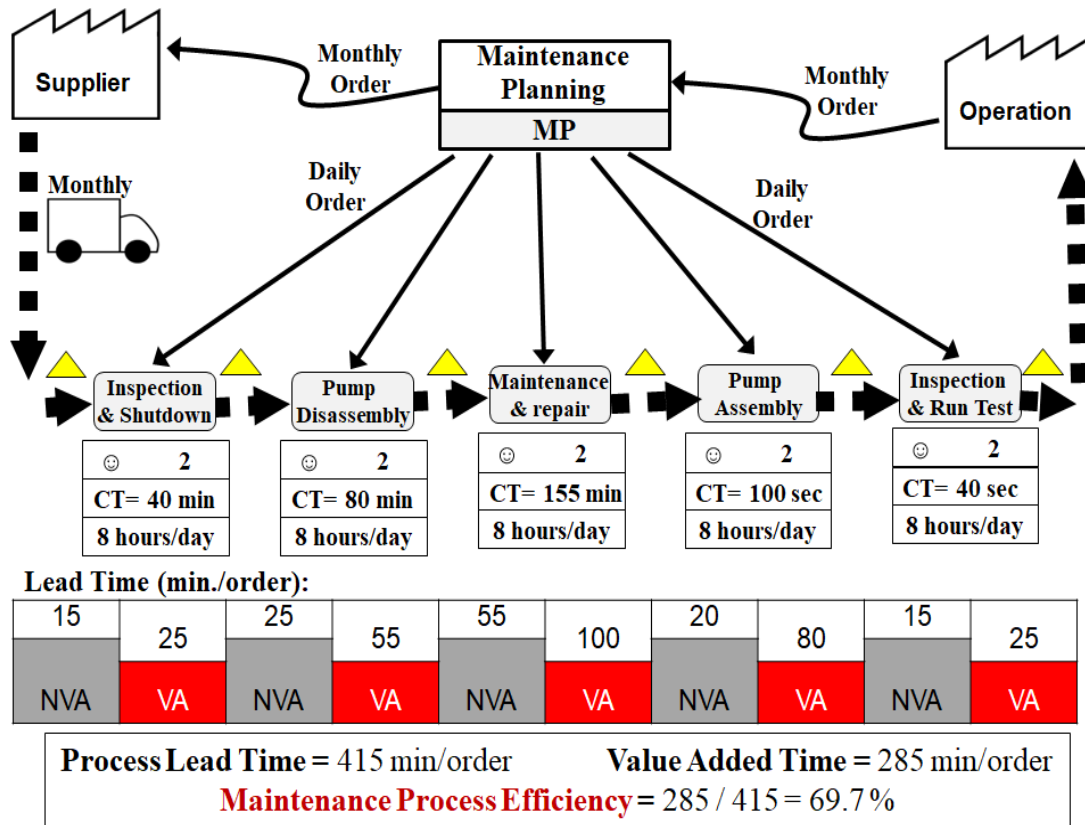 Supplier
Monthly
Order
Maintenance
Planning
MP
Monthly
Order
Operation
Monthly
Daily
Order
Daily
Order
Inspection
& Shutdown
Pump
Disassembly
Maintenance
& repair
Pump
Assembly
Inspection
& Run Test
☺ 2
CT= 40 min
8 hours/day
☺ 2
CT= 80 min
8 hours/day
☺ 2
CT= 155 min
8 hours/day
☺ 2
CT= 100 sec
8 hours/day
☺ 2
CT= 40 sec
8 hours/day
Lead Time (min./order):
15 25 25 55 55 100 20 80 15 25
NVA VA NVA VA NVA VA NVA VA NVA VA
Process Lead Time = 415 min/order Value Added Time = 285 min/order
Maintenance Process Efficiency = 285 / 415 = 69.7%